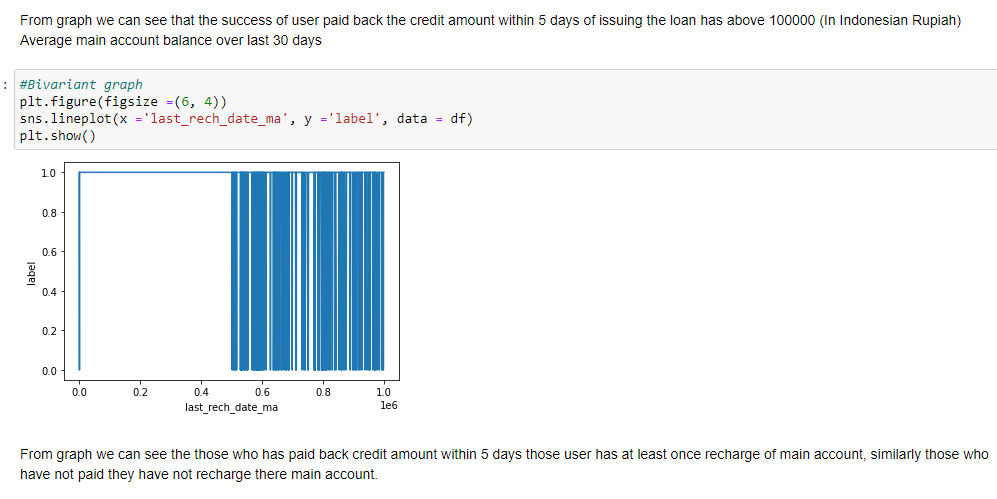 From graph we can see that the success of user paid back the credit amount within 5 days of issuing the loan has above 100000 (In Indonesian Rupiah)
Average main account balance over last 30 days
: #Bivariant graph
plt.figure(figsize =(6, 4))
sns.lineplot(x ='last_rech_date_ma', y ='label', data = df)
plt.show()
1.0
0.8
0.6
label
0.4
0.2
0.0
0.0 0.2 0.4 0.6 0.8 1.0
last_rech_date_ma 1e6
From graph we can see the those who has paid back credit amount within 5 days those user has at least once recharge of main account, similarly those who
have not paid they have not recharge there main account.